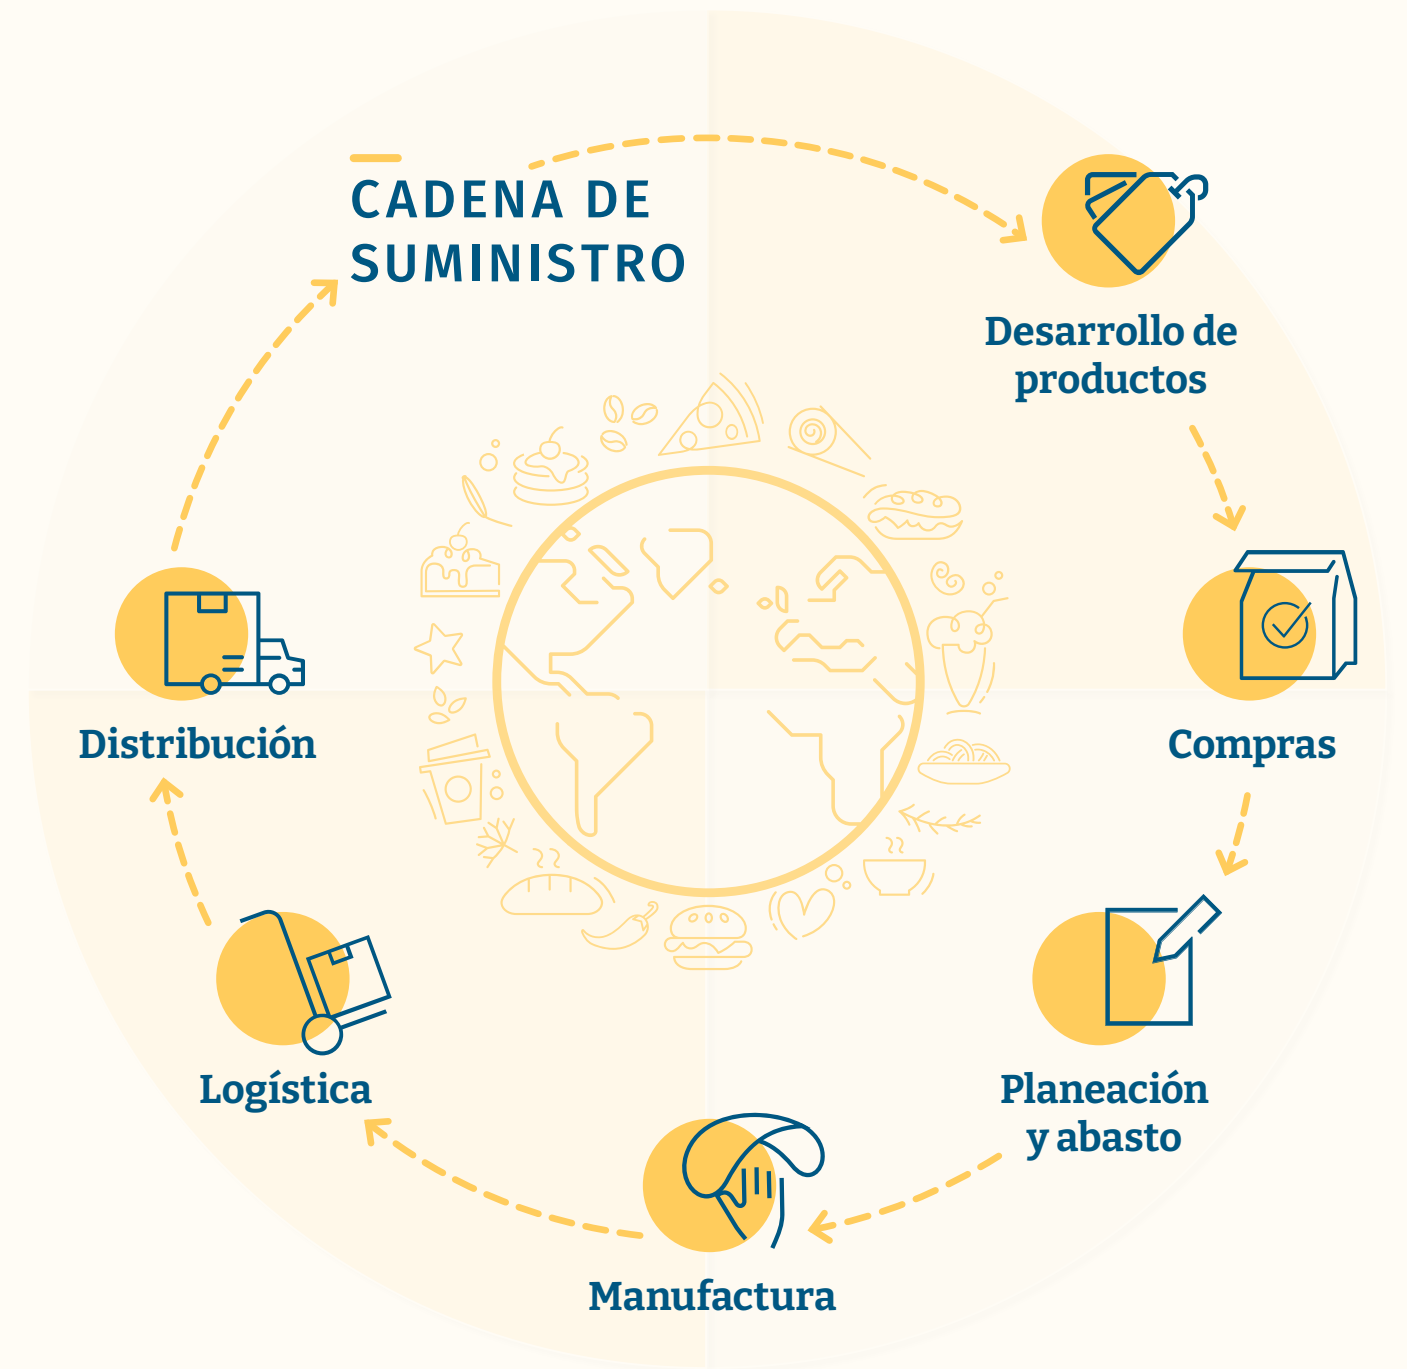 CADENA DE
SUMINISTRO
Desarrollo de
productos
Compras
Planeación
y abasto
Manufactura
Logística
Distribución